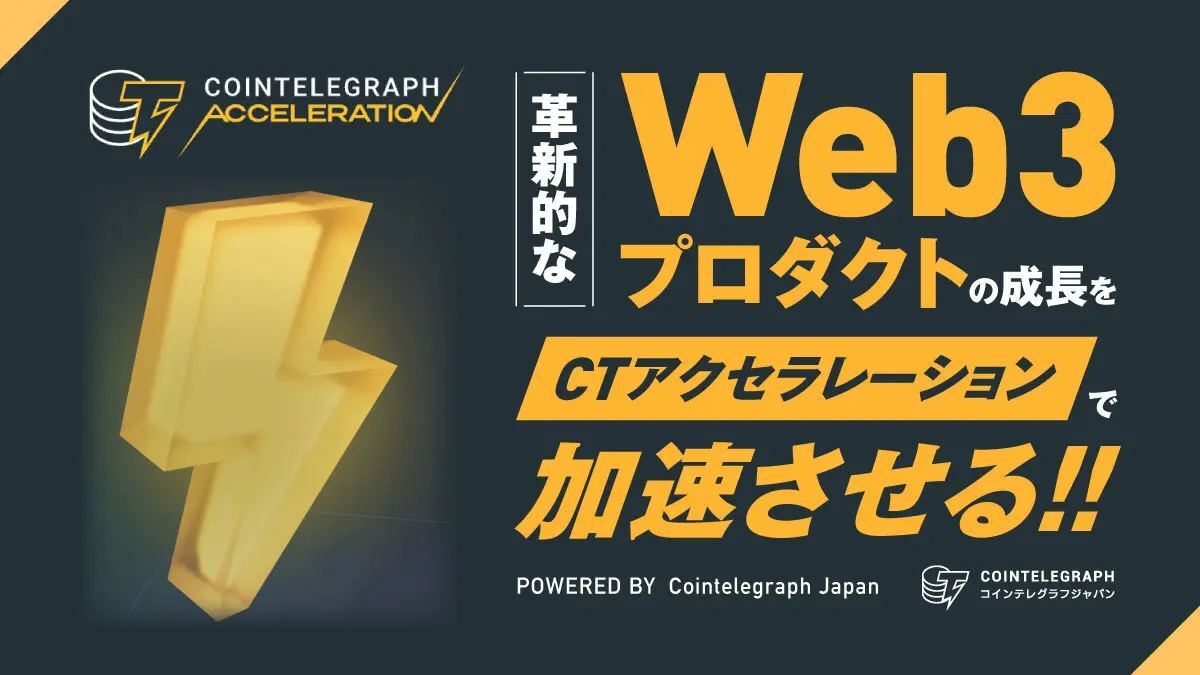 COINTELEGRAPH
ACCELERATION
革新的な
Web3
プロダクトの成長を
CTアクセラレーションで
加速させる!!
POWERED BY Cointelegraph Japan
COINTELEGRAPH
コインテレグラフジャパン